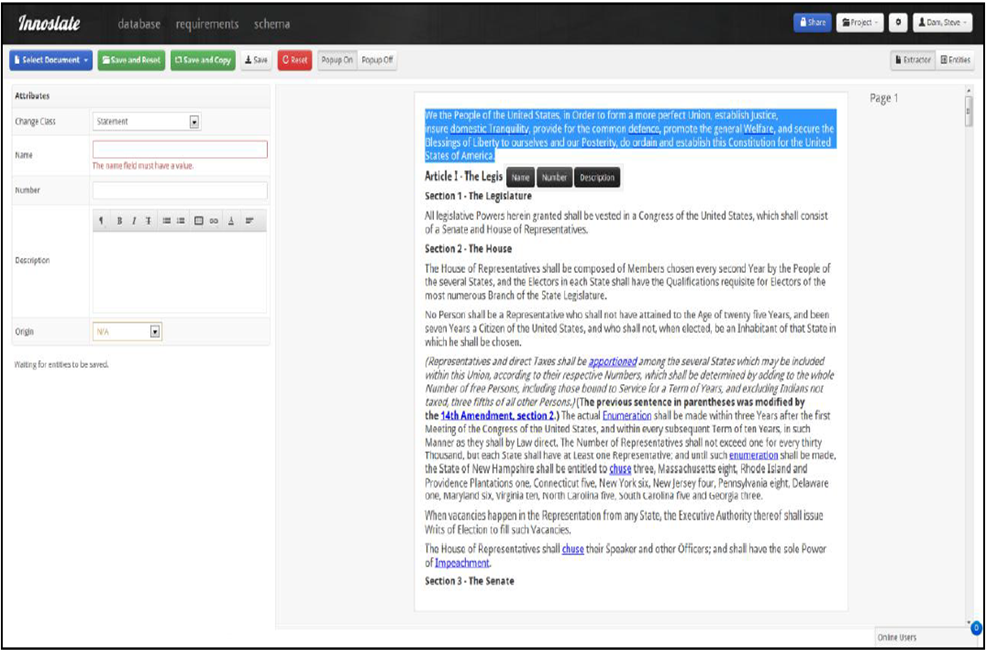 Innoslate database requirements schema Share Project Dam, Steve
Select Document Save and Reset Save and Copy Save Reset Popup On Popup Off Extractor Entities
Attributes
Change Class Statement
Name
The name field must have a value.
Number
Description
Origin N/A
Waiting for entities to be saved.
Page 1
We the People of the United States, in Order to form a more perfect Union, establish Justice,
insure domestic Tranquility, provide for the common defence, promote the general Welfare, and secure the
Blessings of Liberty to ourselves and our Posterity, do ordain and establish this Constitution for the United
States of America.
Article I - The Legis Name Number Description
Section 1 - The Legislature
All legislative Powers herein granted shall be vested in a Congress of the United States, which shall consist
of a Senate and House of Representatives.
Section 2 - The House
The House of Representatives shall be composed of Members chosen every second Year by the People of
the several States, and the Electors in each State shall have the Qualifications requisite for Electors of the
most numerous Branch of the State Legislature.
No Person shall be a Representative who shall not have attained to the Age of twenty five Years, and been
seven Years a Citizen of the United States, and who shall not, when elected, be an Inhabitant of that State in
which he shall be chosen.
(Representatives and direct Taxes shall be apportioned among the several States which may be included
within this Union, according to their respective Numbers, which shall be determined by adding to the whole
Number of free Persons, including those bound to Service for a Term of Years, and excluding Indians not
taxed, three fifths of all other Persons.) (The previous sentence in parentheses was modified by
the 14th Amendment, section 2.) The actual Enumeration shall be made within three Years after the first
Meeting of the Congress of the United States, and within every subsequent Term of ten Years, in such
Manner as they shall by Law direct. The Number of Representatives shall not exceed one for every thirty
Thousand, but each State shall have at Least one Representative; and until such enumeration shall be made,
the State of New Hampshire shall be entitled to chuse three, Massachusetts eight, Rhode Island and
Providence Plantations one, Connecticut five, New York six, New Jersey four, Pennsylvania eight, Delaware
one, Maryland six, Virginia ten, North Carolina five, South Carolina five and Georgia three.
When vacancies happen in the Representation from any State, the Executive Authority thereof shall issue
Writs of Election to fill such Vacancies.
The House of Representatives shall chuse their Speaker and other Officers; and shall have the sole Power
of Impeachment.
Section 3 - The Senate
Online Users 0